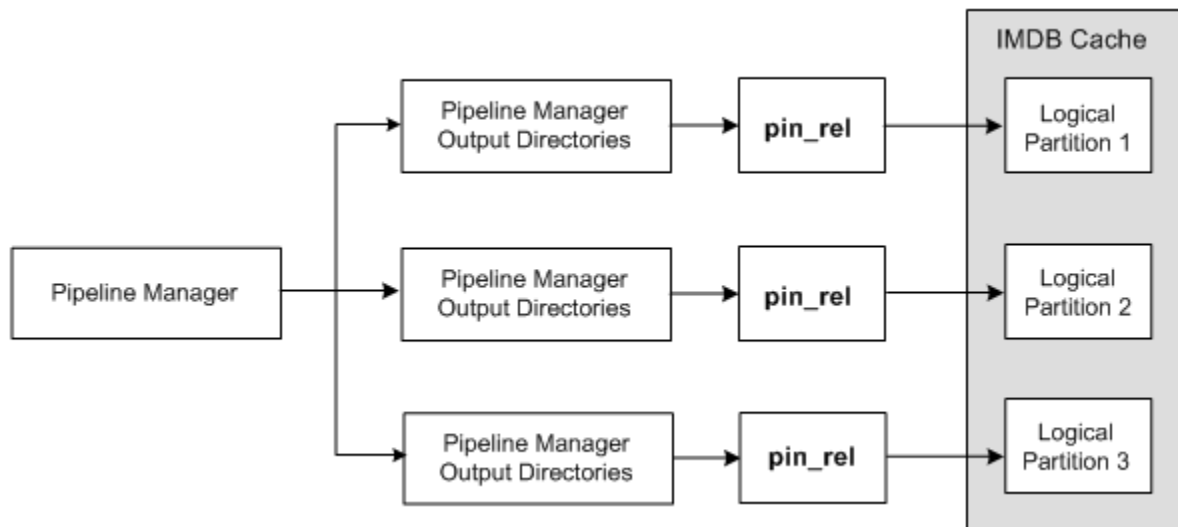 IMDB Cache
Pipeline Manager
Output Directories
pin_rel
Logical
Partition 1
Pipeline Manager
Pipeline Manager
Output Directories
pin_rel
Logical
Partition 2
Pipeline Manager
Output Directories
pin_rel
Logical
Partition 3